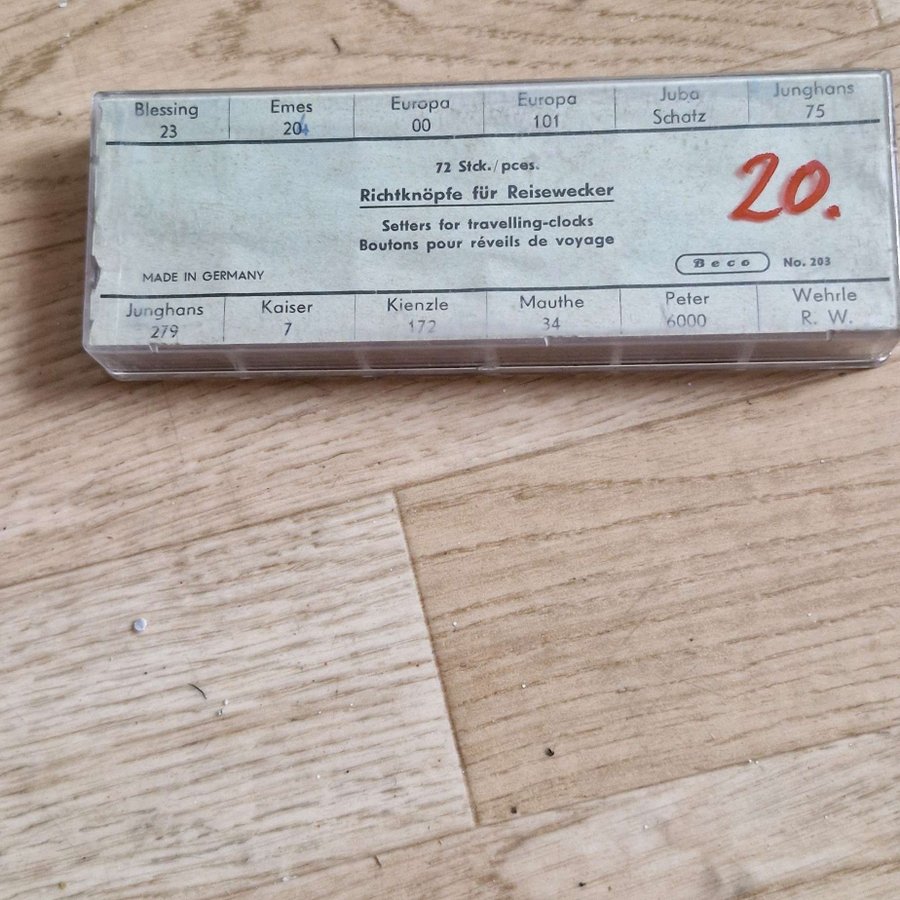 Blessing Emes Europa Europa Juba Junghans
23 204 00 101 Schatz 75
72 Stck./pces.
Richtknöpfe für Reisewecker
20.
Setters for travelling-clocks
Boutons pour réveils de voyage
Beco No. 203
MADE IN GERMANY
Junghans Kaiser Kienzle Mauthe Peter Wehrle
279 7 172 34 6000 R. W.